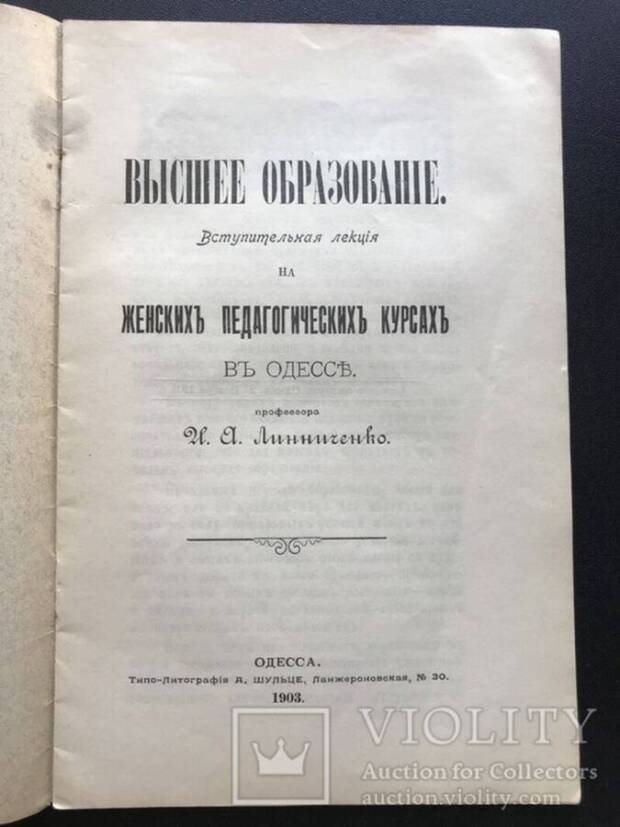 ВЫСШЕЕ ОБРАЗОВАНІЕ.
Вступительная лекція
НА
ЖЕНСКИХЪ ПЕДАГОГИЧЕСКИХЪ КУРСАХЪ
ВЪ ОДЕССѢ.
профессора
И. А. Линниченко.
ОДЕССА.
Типо-Литографія А. ШУЛЬЦЕ, Ланжероновская, № 30.
1903.
VIOLITY
Auction for Collectors
auction.violity.com